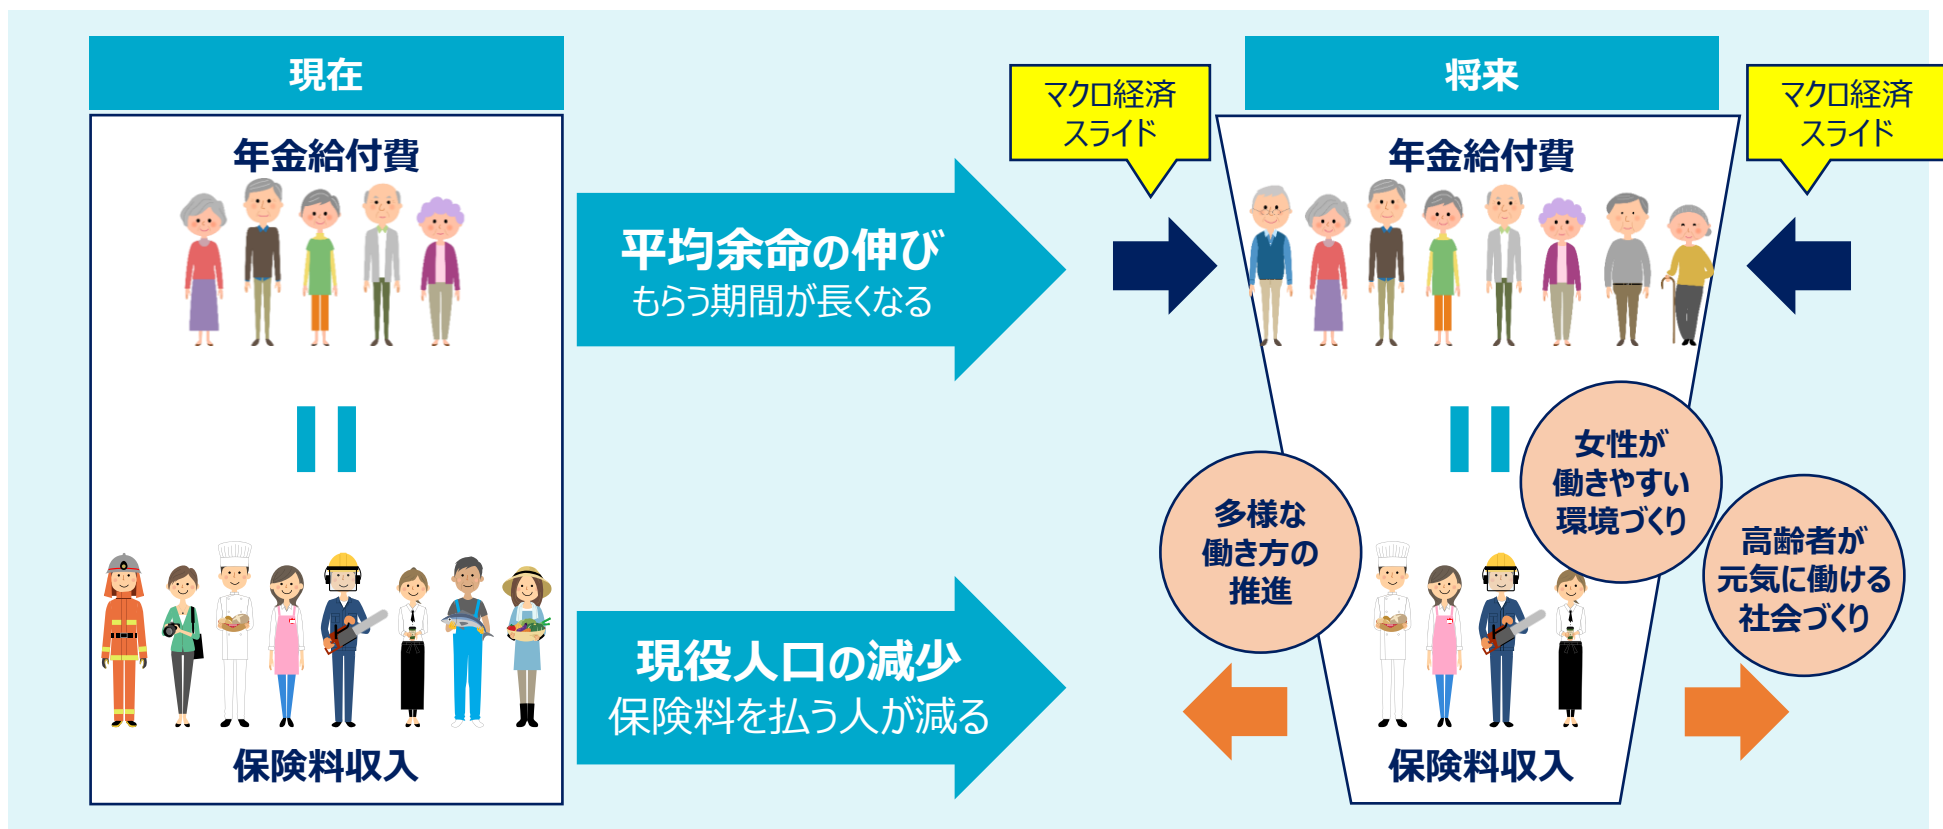 現在
年金給付費
保険料収入
平均余命の伸び
もらう期間が長くなる
現役人口の減少
保険料を払う人が減る
マクロ経済
スライド
将来
マクロ経済
スライド
年金給付費
多様な
働き方の
推進
女性が
働きやすい
環境づくり
高齢者が
元気に働ける
社会づくり
保険料収入